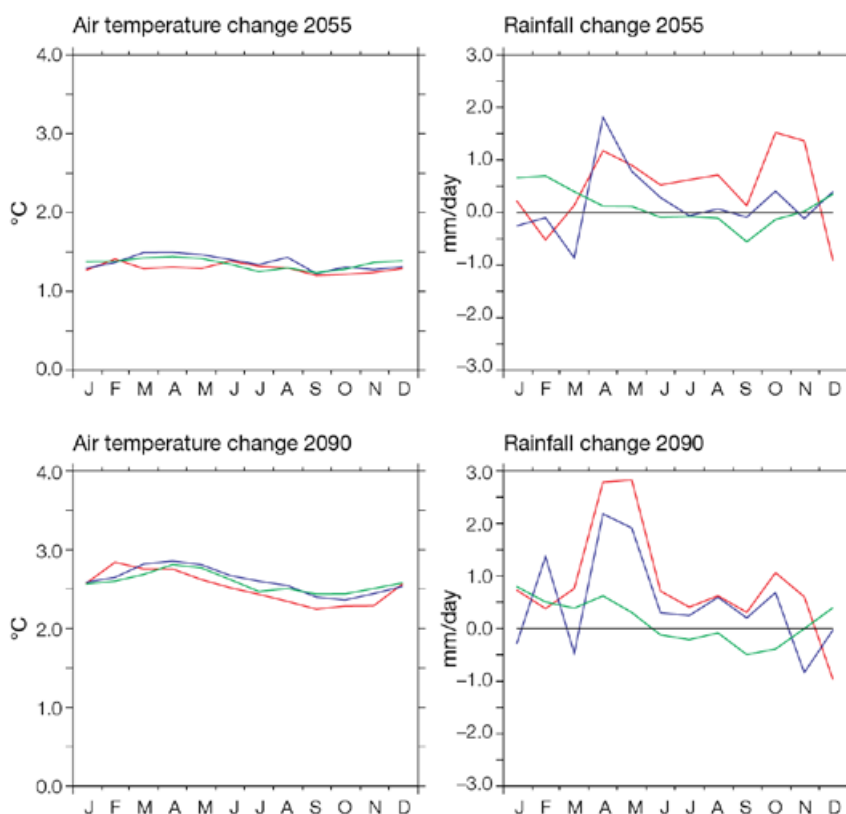 Air temperature change 2055
4.0
3.0
2.0
1.0
0.0
°C
J F M A M J J A S O N D
Rainfall change 2055
3.0
2.0
1.0
0.0
−1.0
−2.0
−3.0
mm/day
J F M A M J J A S O N D
Air temperature change 2090
4.0
3.0
2.0
1.0
0.0
°C
J F M A M J J A S O N D
Rainfall change 2090
3.0
2.0
1.0
0.0
−1.0
−2.0
−3.0
mm/day
J F M A M J J A S O N D